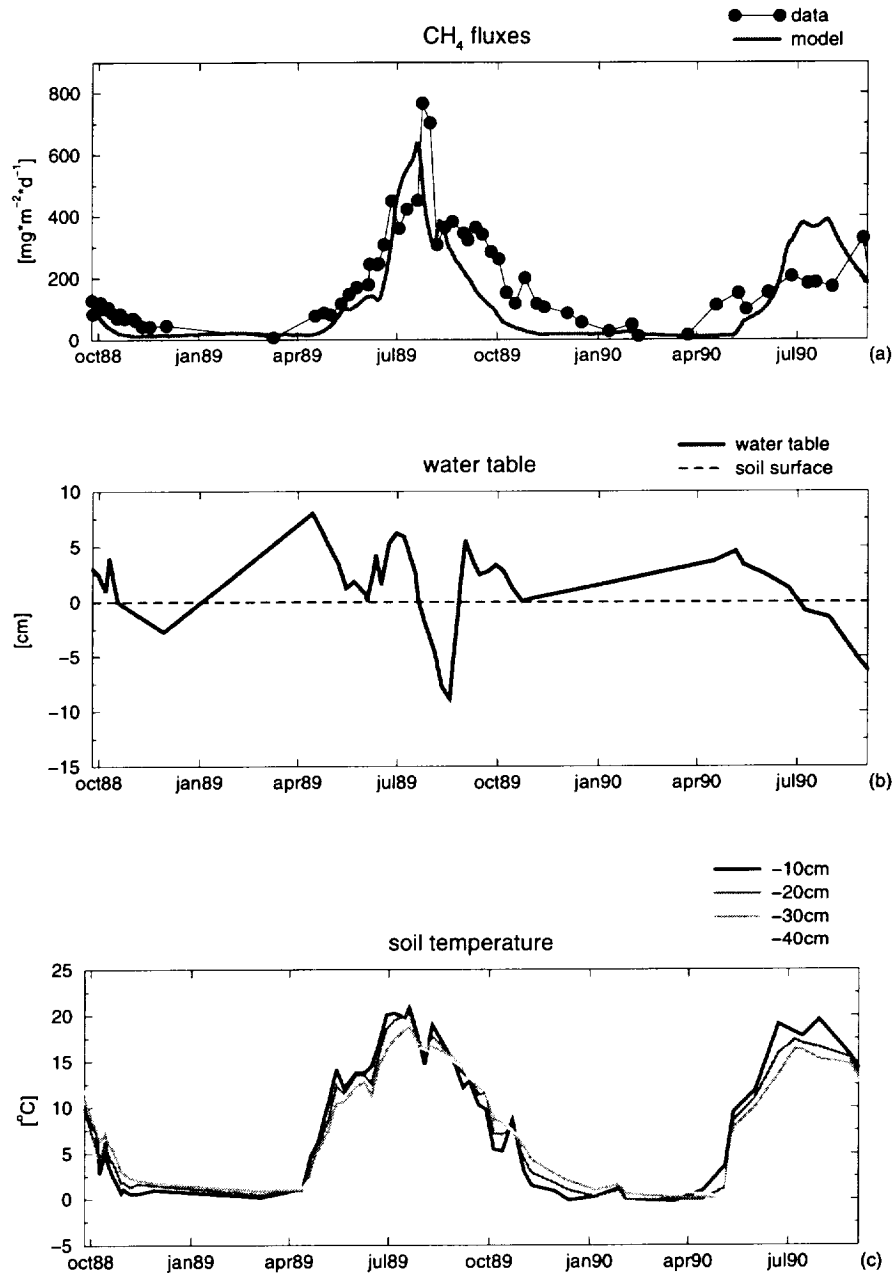 data
CH4 fluxes
model
800
600
400
200
0
[mg*m⁻²*d⁻¹]
oct88 jan89 apr89 jul89 oct89 jan90 apr90 jul90 (a)
water table
water table
soil surface
10
5
0
−5
−10
−15
[cm]
oct88 jan89 apr89 jul89 oct89 jan90 apr90 jul90 (b)
−10cm
−20cm
−30cm
−40cm
soil temperature
25
20
15
10
5
0
−5
[°C]
oct88 jan89 apr89 jul89 oct89 jan90 apr90 jul90 (c)